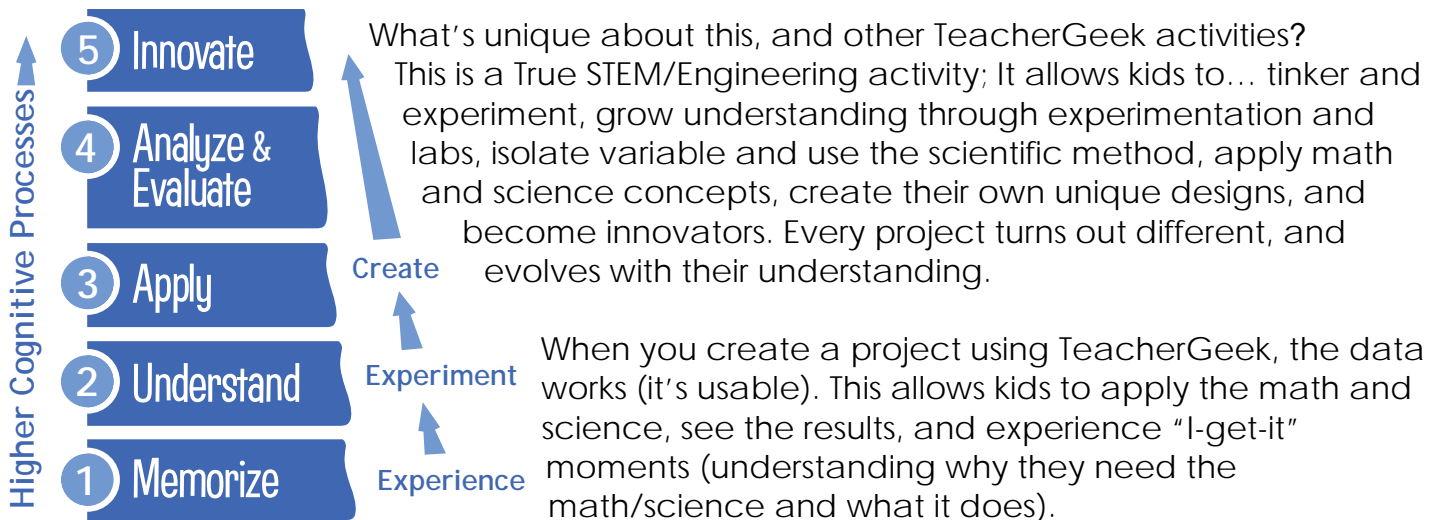 Higher Cognitive Processes
5 Innovate
4 Analyze &
Evaluate
3 Apply
2 Understand
1 Memorize
Create
Experiment
Experience
What's unique about this, and other TeacherGeek activities?
This is a True STEM/Engineering activity; It allows kids to… tinker and
experiment, grow understanding through experimentation and
labs, isolate variable and use the scientific method, apply math
and science concepts, create their own unique designs, and
become innovators. Every project turns out different, and
evolves with their understanding.
When you create a project using TeacherGeek, the data
works (it's usable). This allows kids to apply the math and
science, see the results, and experience "I-get-it"
moments (understanding why they need the
math/science and what it does).